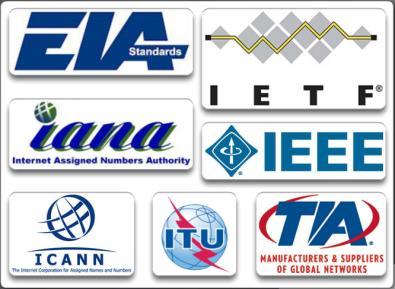 EIA
Standards
IETF®
iana
Internet Assigned Numbers Authority
IEEE
ICANN
The Internet Corporation for Assigned Names and Numbers
ITU
TIA
MANUFACTURERS & SUPPLIERS
OF GLOBAL NETWORKS